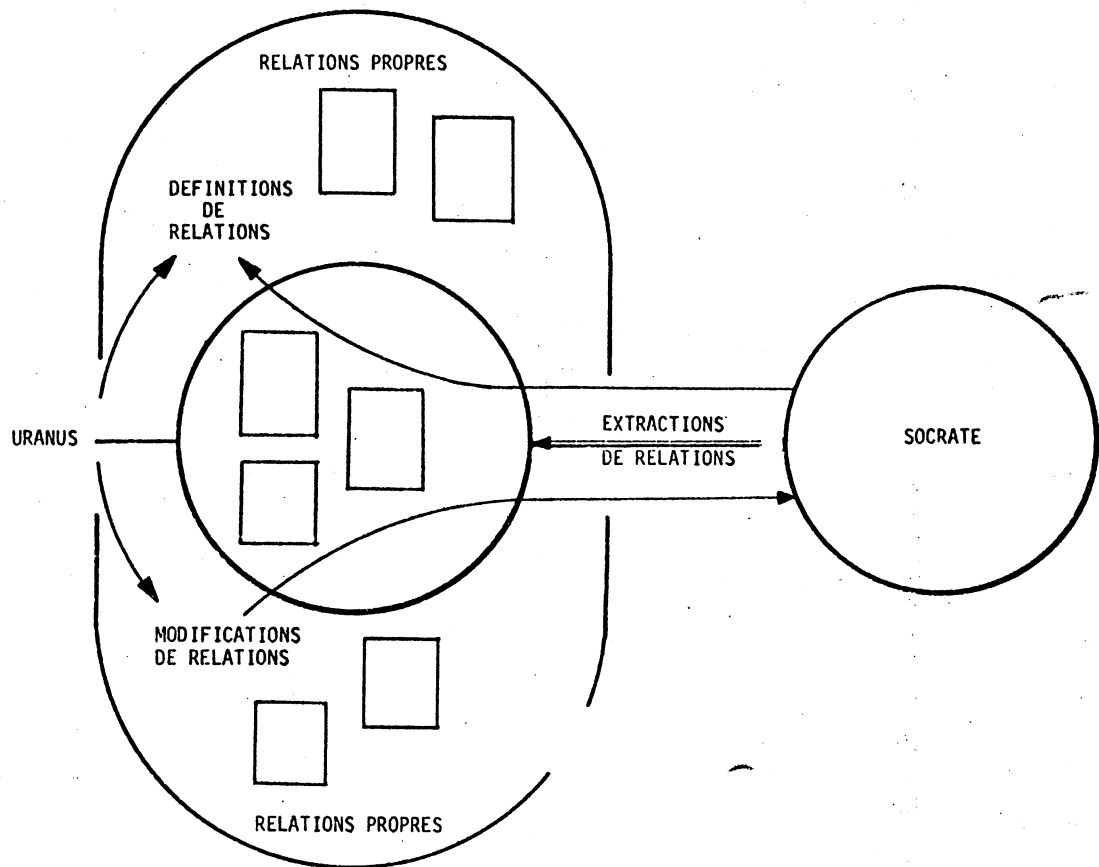 RELATIONS PROPRES
DEFINITIONS
DE
RELATIONS
URANUS
EXTRACTIONS
DE RELATIONS
SOCRATE
MODIFICATIONS
DE RELATIONS
RELATIONS PROPRES